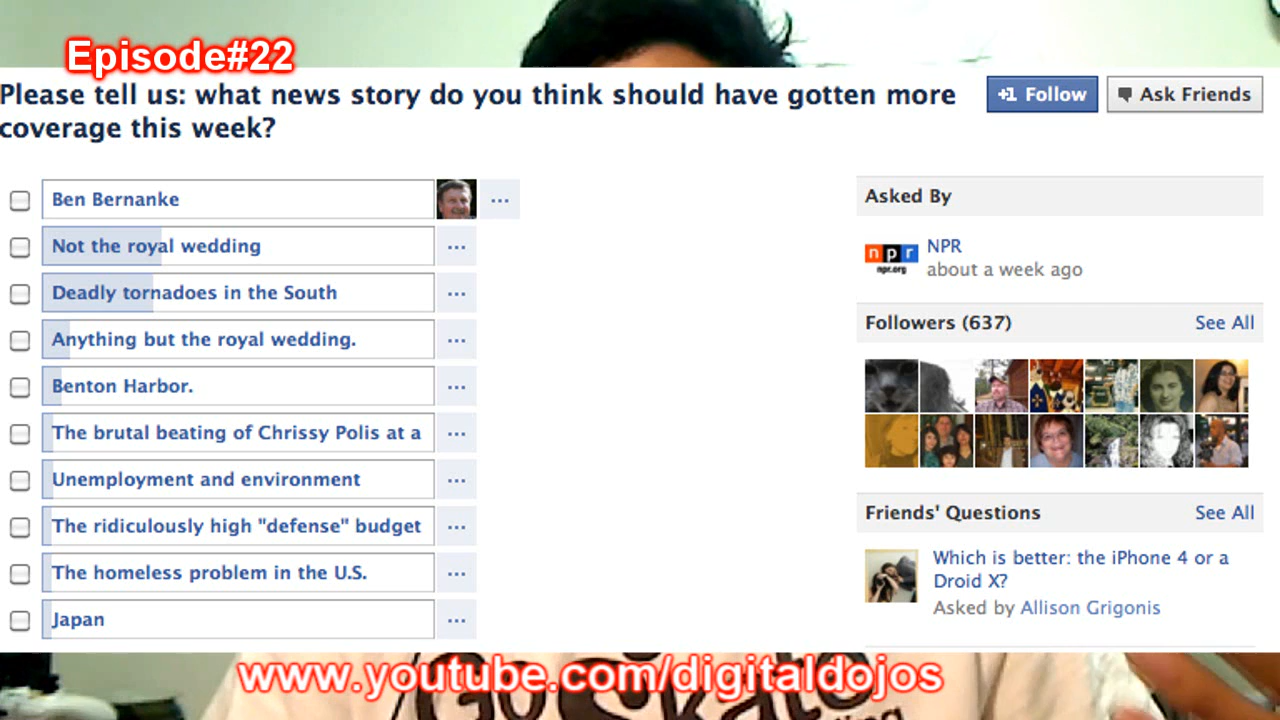 Episode#22
Please tell us: what news story do you think should have gotten more
coverage this week?
+1 Follow
Ask Friends
Ben Bernanke
...
Not the royal wedding
...
Deadly tornadoes in the South
...
Anything but the royal wedding.
...
Benton Harbor.
...
The brutal beating of Chrissy Polis at a
...
Unemployment and environment
...
The ridiculously high "defense" budget
...
The homeless problem in the U.S.
...
Japan
...
Asked By
npr
npr.org
NPR
about a week ago
Followers (637)
See All
Friends' Questions
See All
Which is better: the iPhone 4 or a
Droid X?
Asked by Allison Grigonis
www.youtube.com/digitaldojos
Go Skate